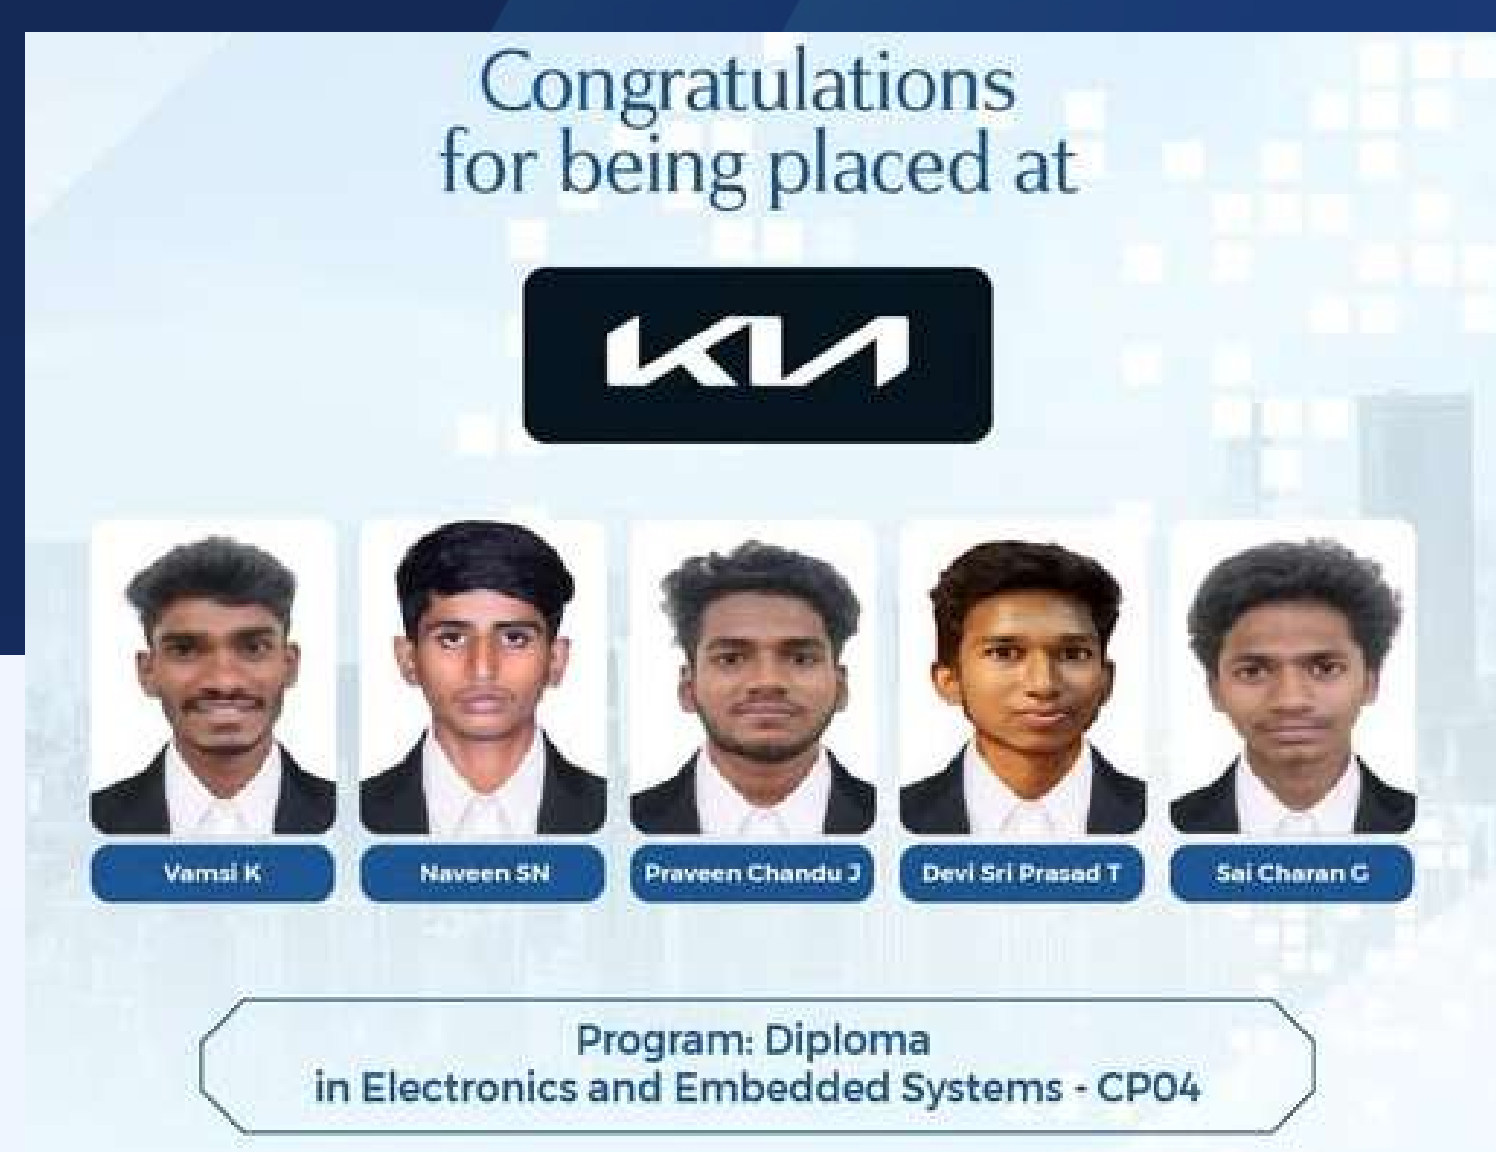 Congratulations
for being placed at
KIA
Vamsi K
Naveen SN
Praveen Chandu J
Devi Sri Prasad T
Sai Charan G
Program: Diploma
in Electronics and Embedded Systems - CP04